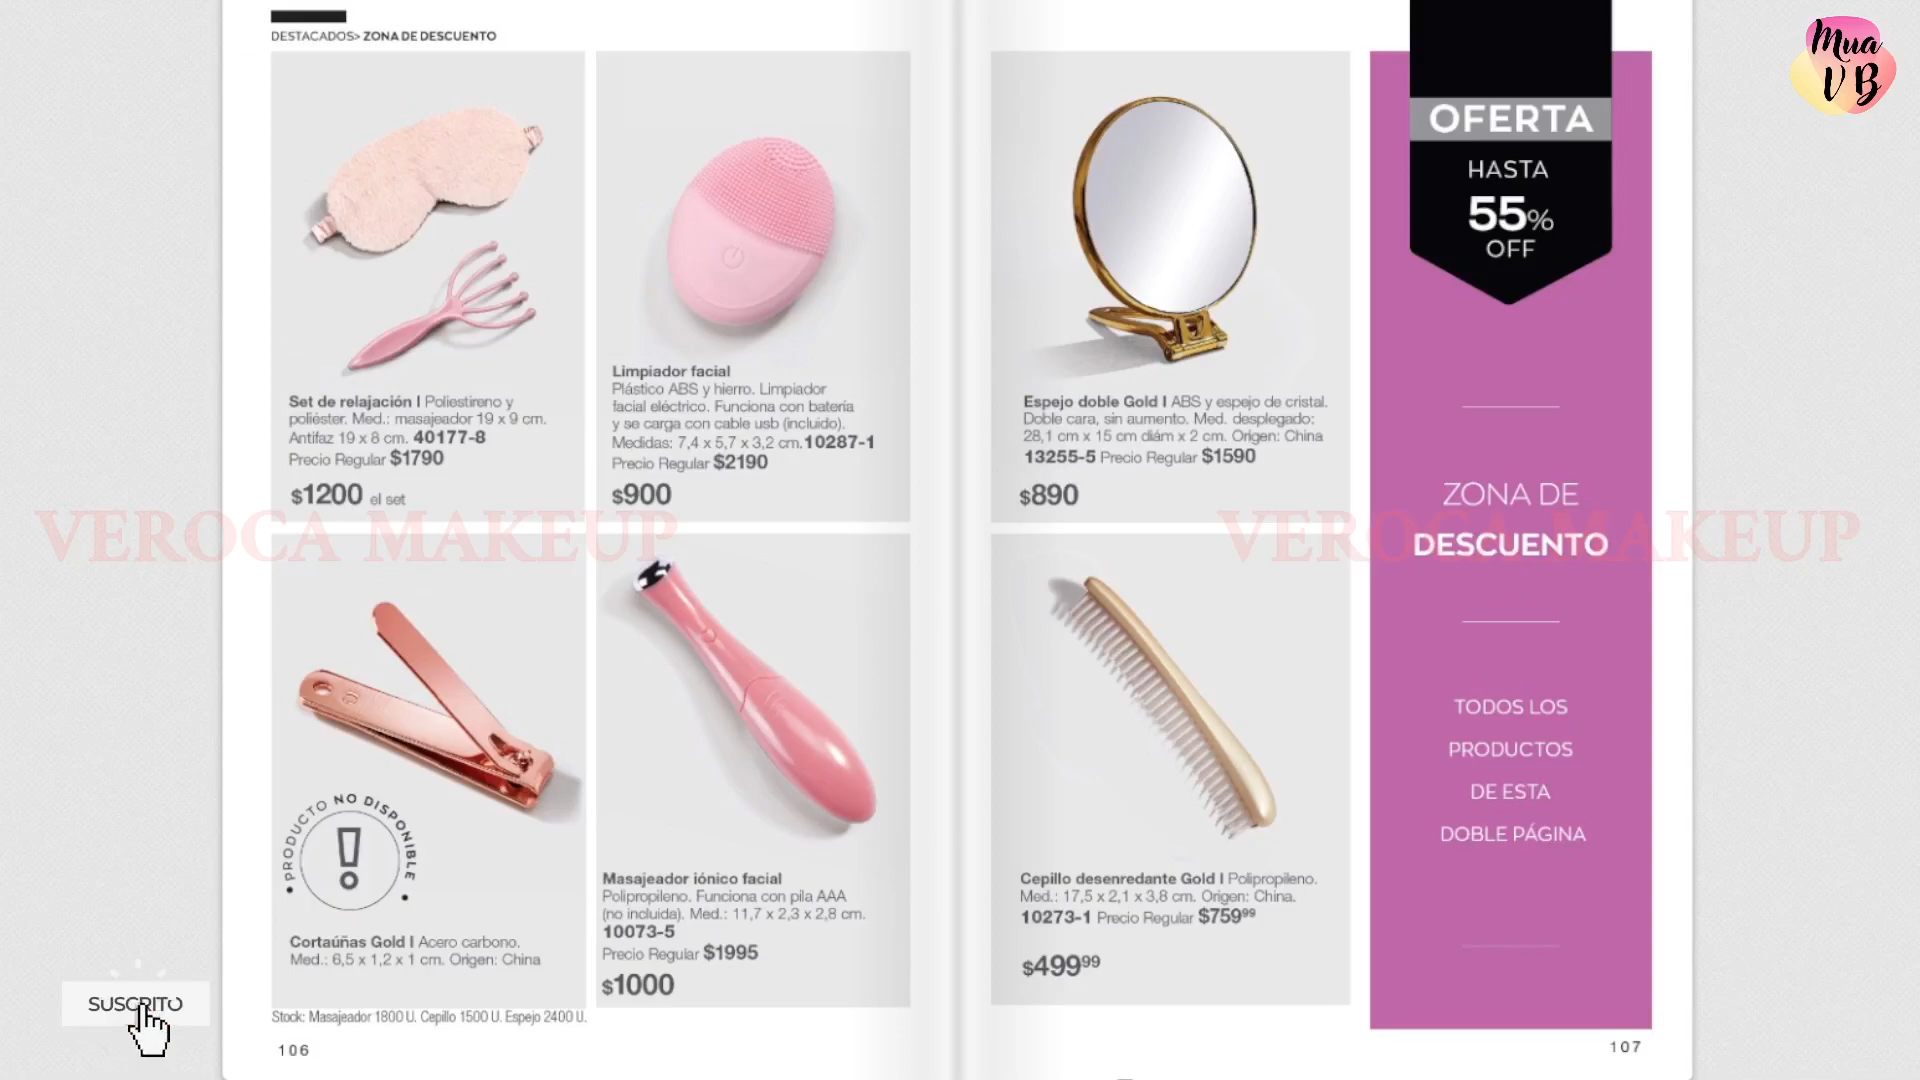 DESTACADOS> ZONA DE DESCUENTO
Set de relajación I Poliestireno y
poliéster. Med.: masajeador 19 x 9 cm.
Antifaz 19 x 8 cm. 40177-8
Precio Regular $1790
$1200 el set
Limpiador facial
Plástico ABS y hierro. Limpiador
facial eléctrico. Funciona con batería
y se carga con cable usb (incluido).
Medidas: 7,4 x 5,7 x 3,2 cm. 10287-1
Precio Regular $2190
$900
PRODUCTO NO DISPONIBLE
Cortaúñas Gold I Acero carbono.
Med.: 6,5 x 1,2 x 1 cm. Origen: China
Masajeador iónico facial
Polipropileno. Funciona con pila AAA
(no incluida). Med.: 11,7 x 2,3 x 2,8 cm.
10073-5
Precio Regular $1995
$1000
Stock: Masajeador 1800 U. Cepillo 1500 U. Espejo 2400 U.
106
Espejo doble Gold I ABS y espejo de cristal.
Doble cara, sin aumento. Med. desplegado:
28,1 cm x 15 cm diám x 2 cm. Origen: China
13255-5 Precio Regular $1590
$890
Cepillo desenredante Gold I Polipropileno.
Med.: 17,5 x 2,1 x 3,8 cm. Origen: China.
10273-1 Precio Regular $759⁹⁹
$499⁹⁹
OFERTA
HASTA
55%
OFF
ZONA DE
DESCUENTO
TODOS LOS
PRODUCTOS
DE ESTA
DOBLE PÁGINA
107
Mua
VB
VEROCA MAKEUP
VEROCA MAKEUP
SUSCRITO